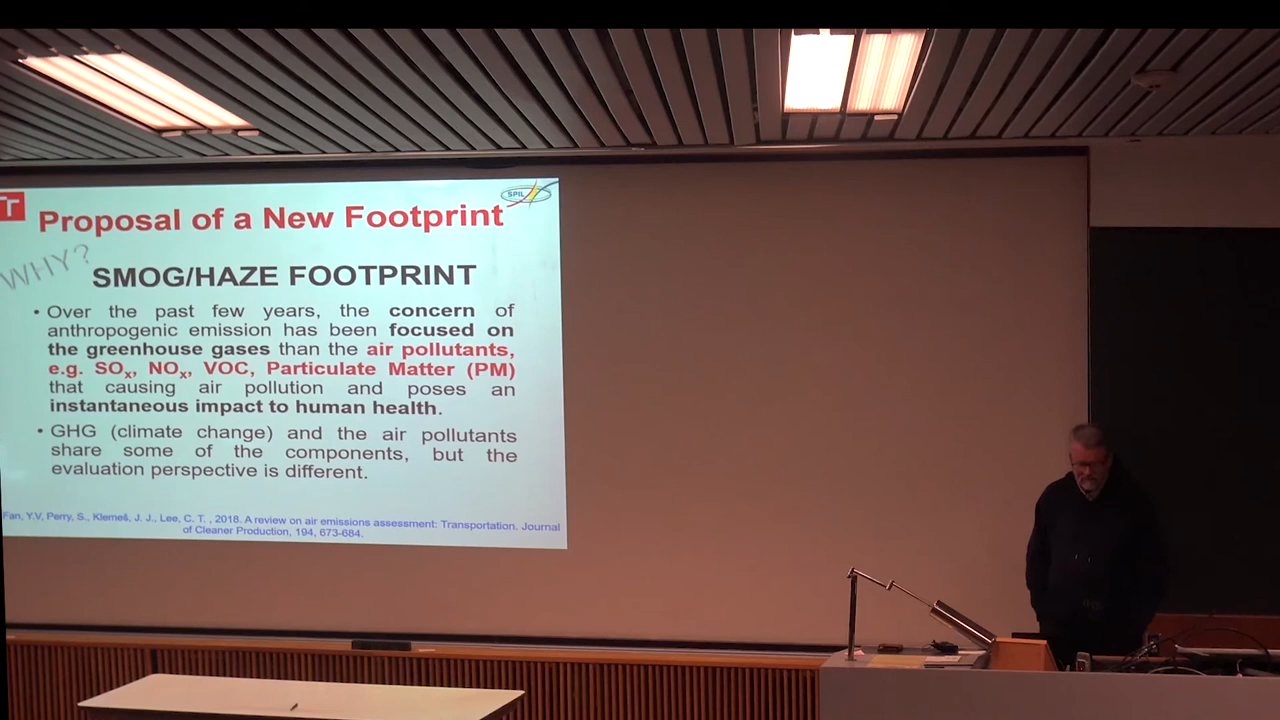 T
SPIL
Proposal of a New Footprint
WHY?
SMOG/HAZE FOOTPRINT
• Over the past few years, the concern of
anthropogenic emission has been focused on
the greenhouse gases than the air pollutants,
e.g. SOx, NOx, VOC, Particulate Matter (PM)
that causing air pollution and poses an
instantaneous impact to human health.
• GHG (climate change) and the air pollutants
share some of the components, but the
evaluation perspective is different.
Fan, Y.V, Perry, S., Klemeš, J. J., Lee, C. T. , 2018. A review on air emissions assessment: Transportation. Journal
of Cleaner Production, 194, 673-684.